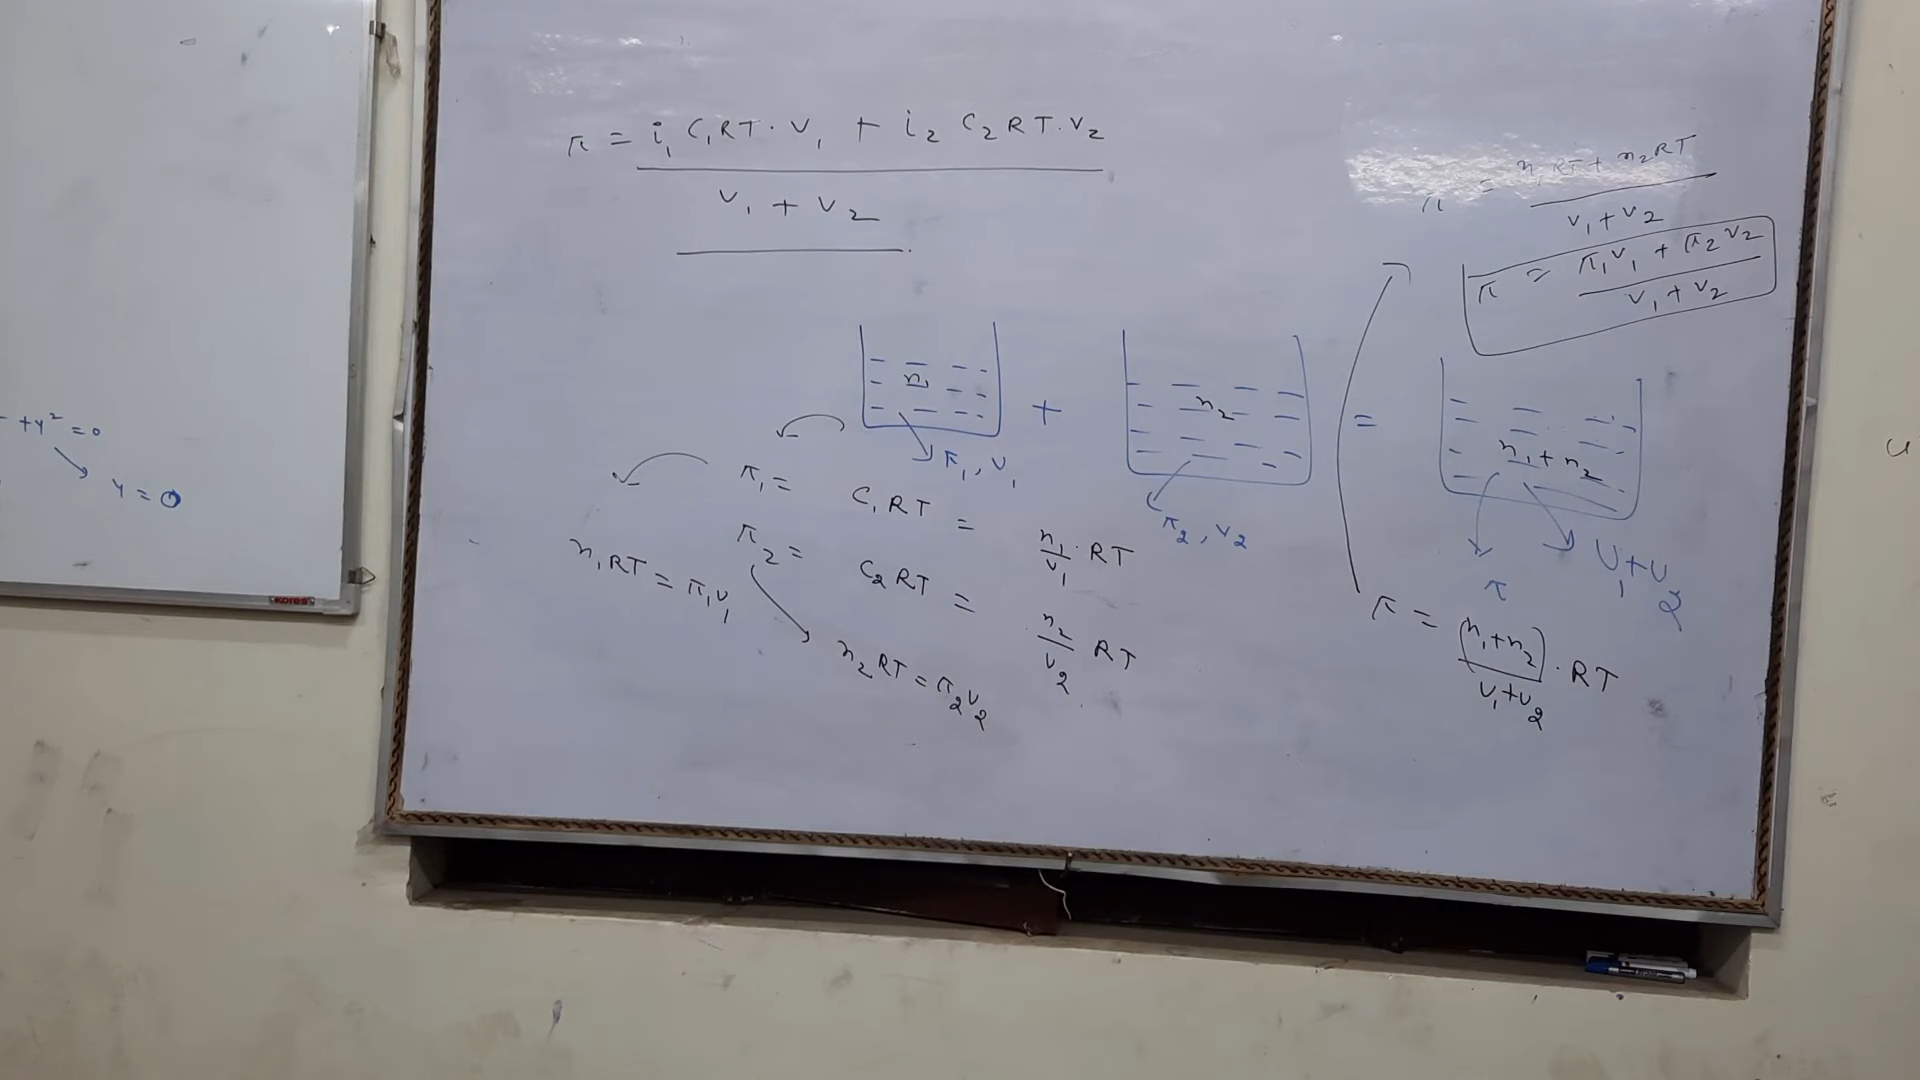 π = i₁ C₁RT · V₁ + i₂ C₂RT · V₂
V₁ + V₂
π = n₁RT + n₂RT
V₁ + V₂
π = π₁V₁ + π₂V₂
V₁ + V₂
n₁
+
n₂
=
n₁ + n₂
π₁, V₁
π₂, V₂
π
V₁ + V₂
π₁ = C₁RT = n₁/V₁ · RT
π₂ = C₂RT = n₂/V₂ RT
n₁RT = π₁V₁
n₂RT = π₂V₂
π = (n₁+n₂)/V₁+V₂ · RT
+ y² = 0
y = 0
KORES